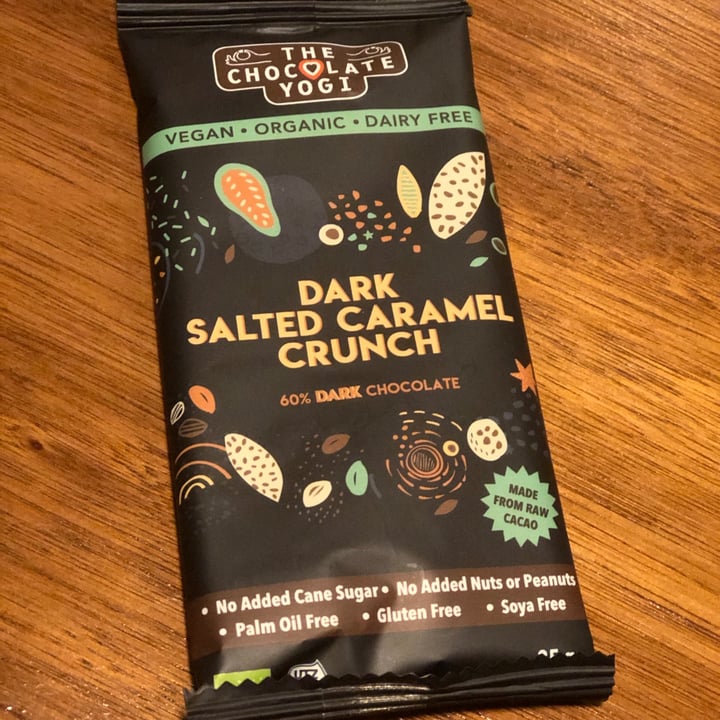 THE
CHOCOLATE
YOGI
VEGAN • ORGANIC • DAIRY FREE
DARK
SALTED CARAMEL
CRUNCH
60% DARK CHOCOLATE
MADE
FROM RAW
CACAO
• No Added Cane Sugar • No Added Nuts or Peanuts
• Palm Oil Free • Gluten Free • Soya Free